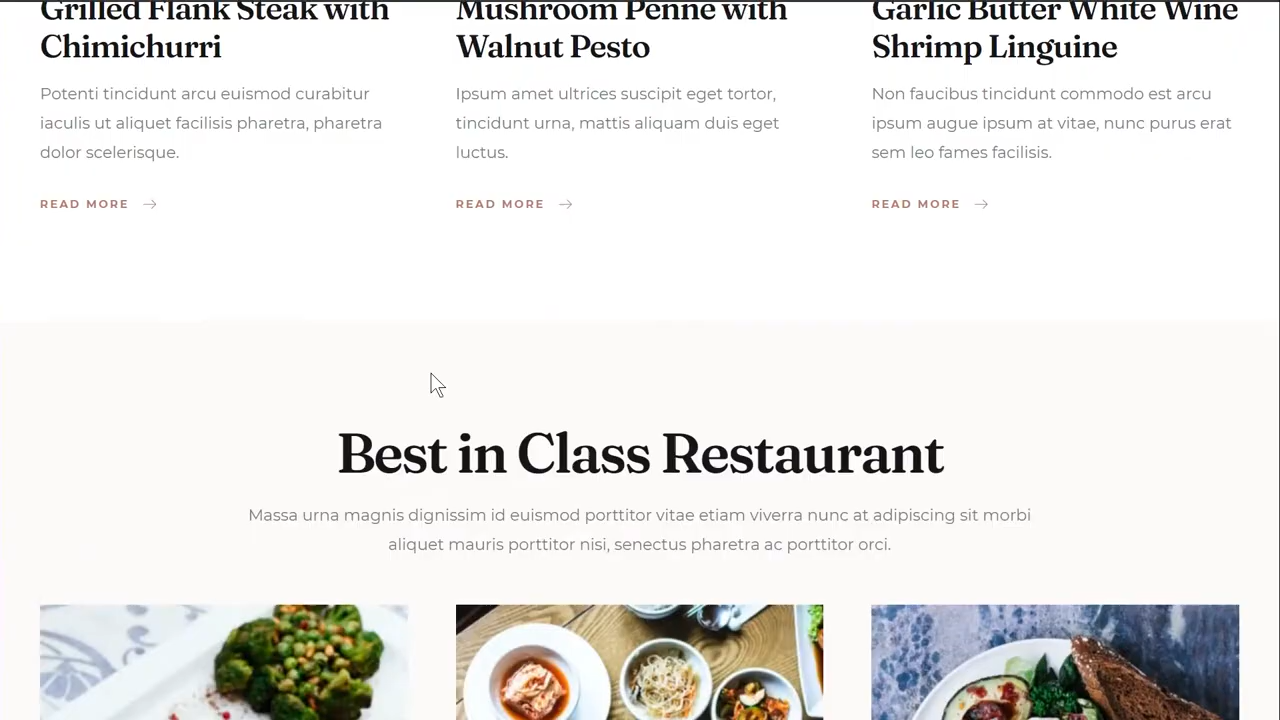 Grilled Flank Steak with
Chimichurri
Potenti tincidunt arcu euismod curabitur
iaculis ut aliquet facilisis pharetra, pharetra
dolor scelerisque.
READ MORE
Mushroom Penne with
Walnut Pesto
Ipsum amet ultrices suscipit eget tortor,
tincidunt urna, mattis aliquam duis eget
luctus.
READ MORE
Garlic Butter White Wine
Shrimp Linguine
Non faucibus tincidunt commodo est arcu
ipsum augue ipsum at vitae, nunc purus erat
sem leo fames facilisis.
READ MORE
Best in Class Restaurant
Massa urna magnis dignissim id euismod porttitor vitae etiam viverra nunc at adipiscing sit morbi
aliquet mauris porttitor nisi, senectus pharetra ac porttitor orci.